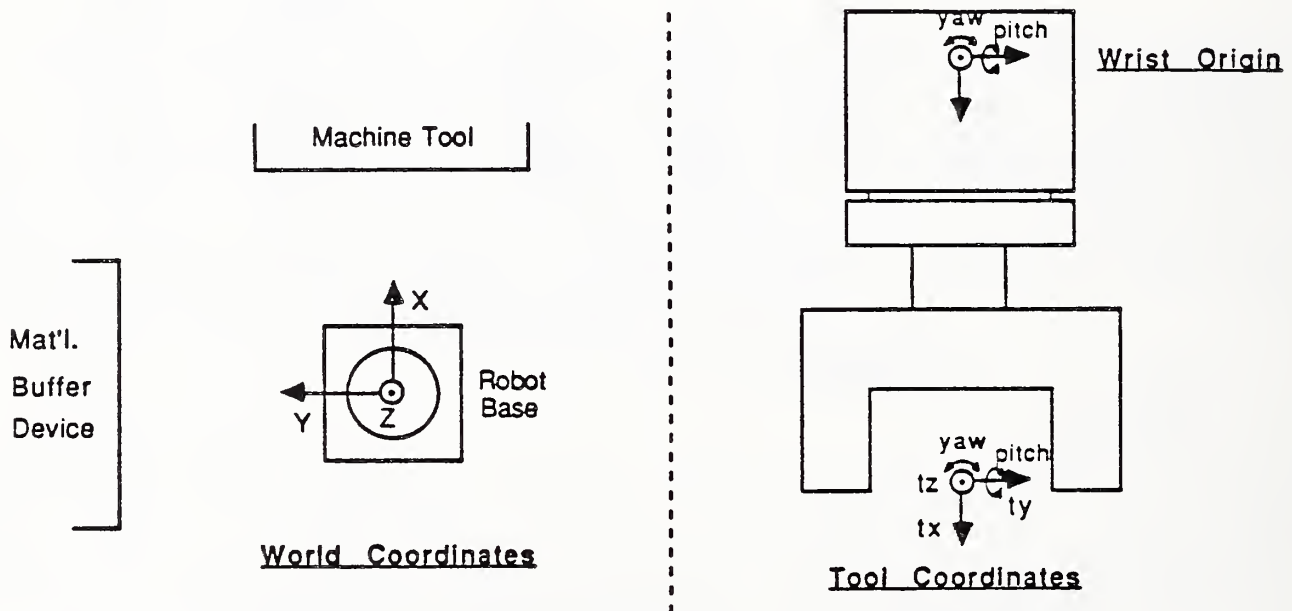 Machine Tool
Mat'l.
Buffer
Device
X
Y
Z
Robot
Base
World Coordinates
yaw
pitch
Wrist Origin
yaw
pitch
tz
ty
tx
Tool Coordinates